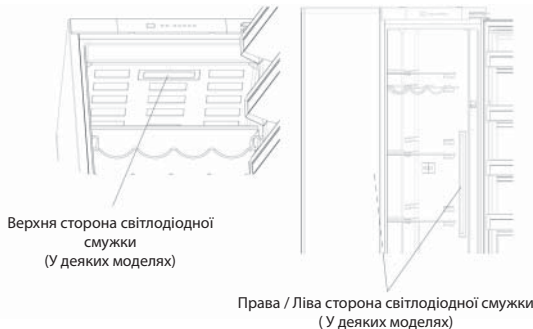 Верхня сторона світлодіодної
смужки
(У деяких моделях)
Права / Ліва сторона світлодіодної смужки
( У деяких моделях)